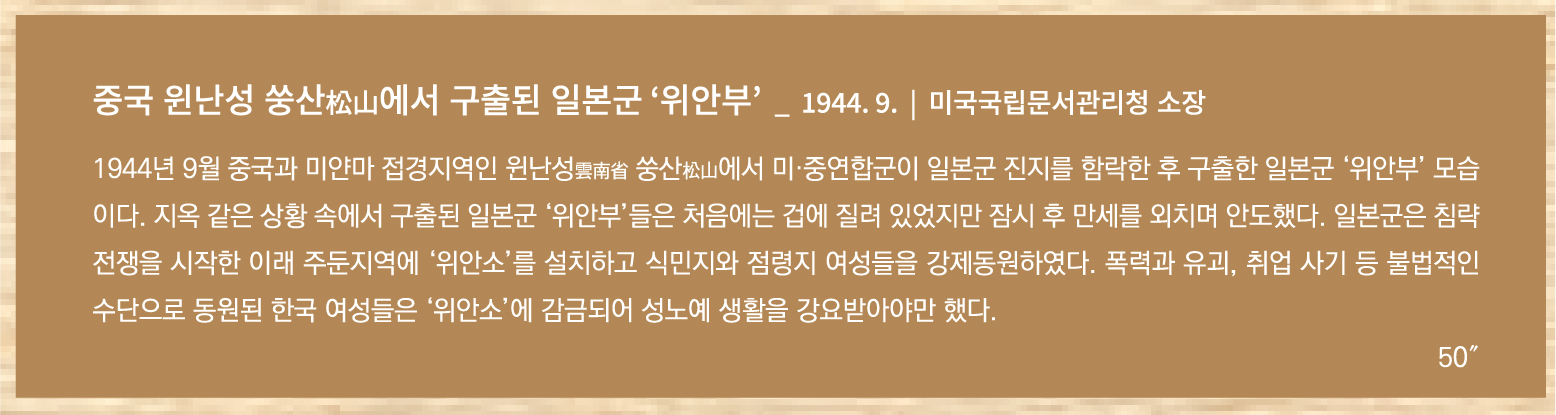 중국 윈난성 쑹산松山에서 구출된 일본군 ‘위안부’ _ 1944. 9. | 미국국립문서관리청 소장
1944년 9월 중국과 미얀마 접경지역인 윈난성雲南省 쑹산松山에서 미·중연합군이 일본군 진지를 함락한 후 구출한 일본군 ‘위안부’ 모습
이다. 지옥 같은 상황 속에서 구출된 일본군 ‘위안부’들은 처음에는 겁에 질려 있었지만 잠시 후 만세를 외치며 안도했다. 일본군은 침략
전쟁을 시작한 이래 주둔지역에 ‘위안소’를 설치하고 식민지와 점령지 여성들을 강제동원하였다. 폭력과 유괴, 취업 사기 등 불법적인
수단으로 동원된 한국 여성들은 ‘위안소’에 감금되어 성노예 생활을 강요받아야만 했다.
50″